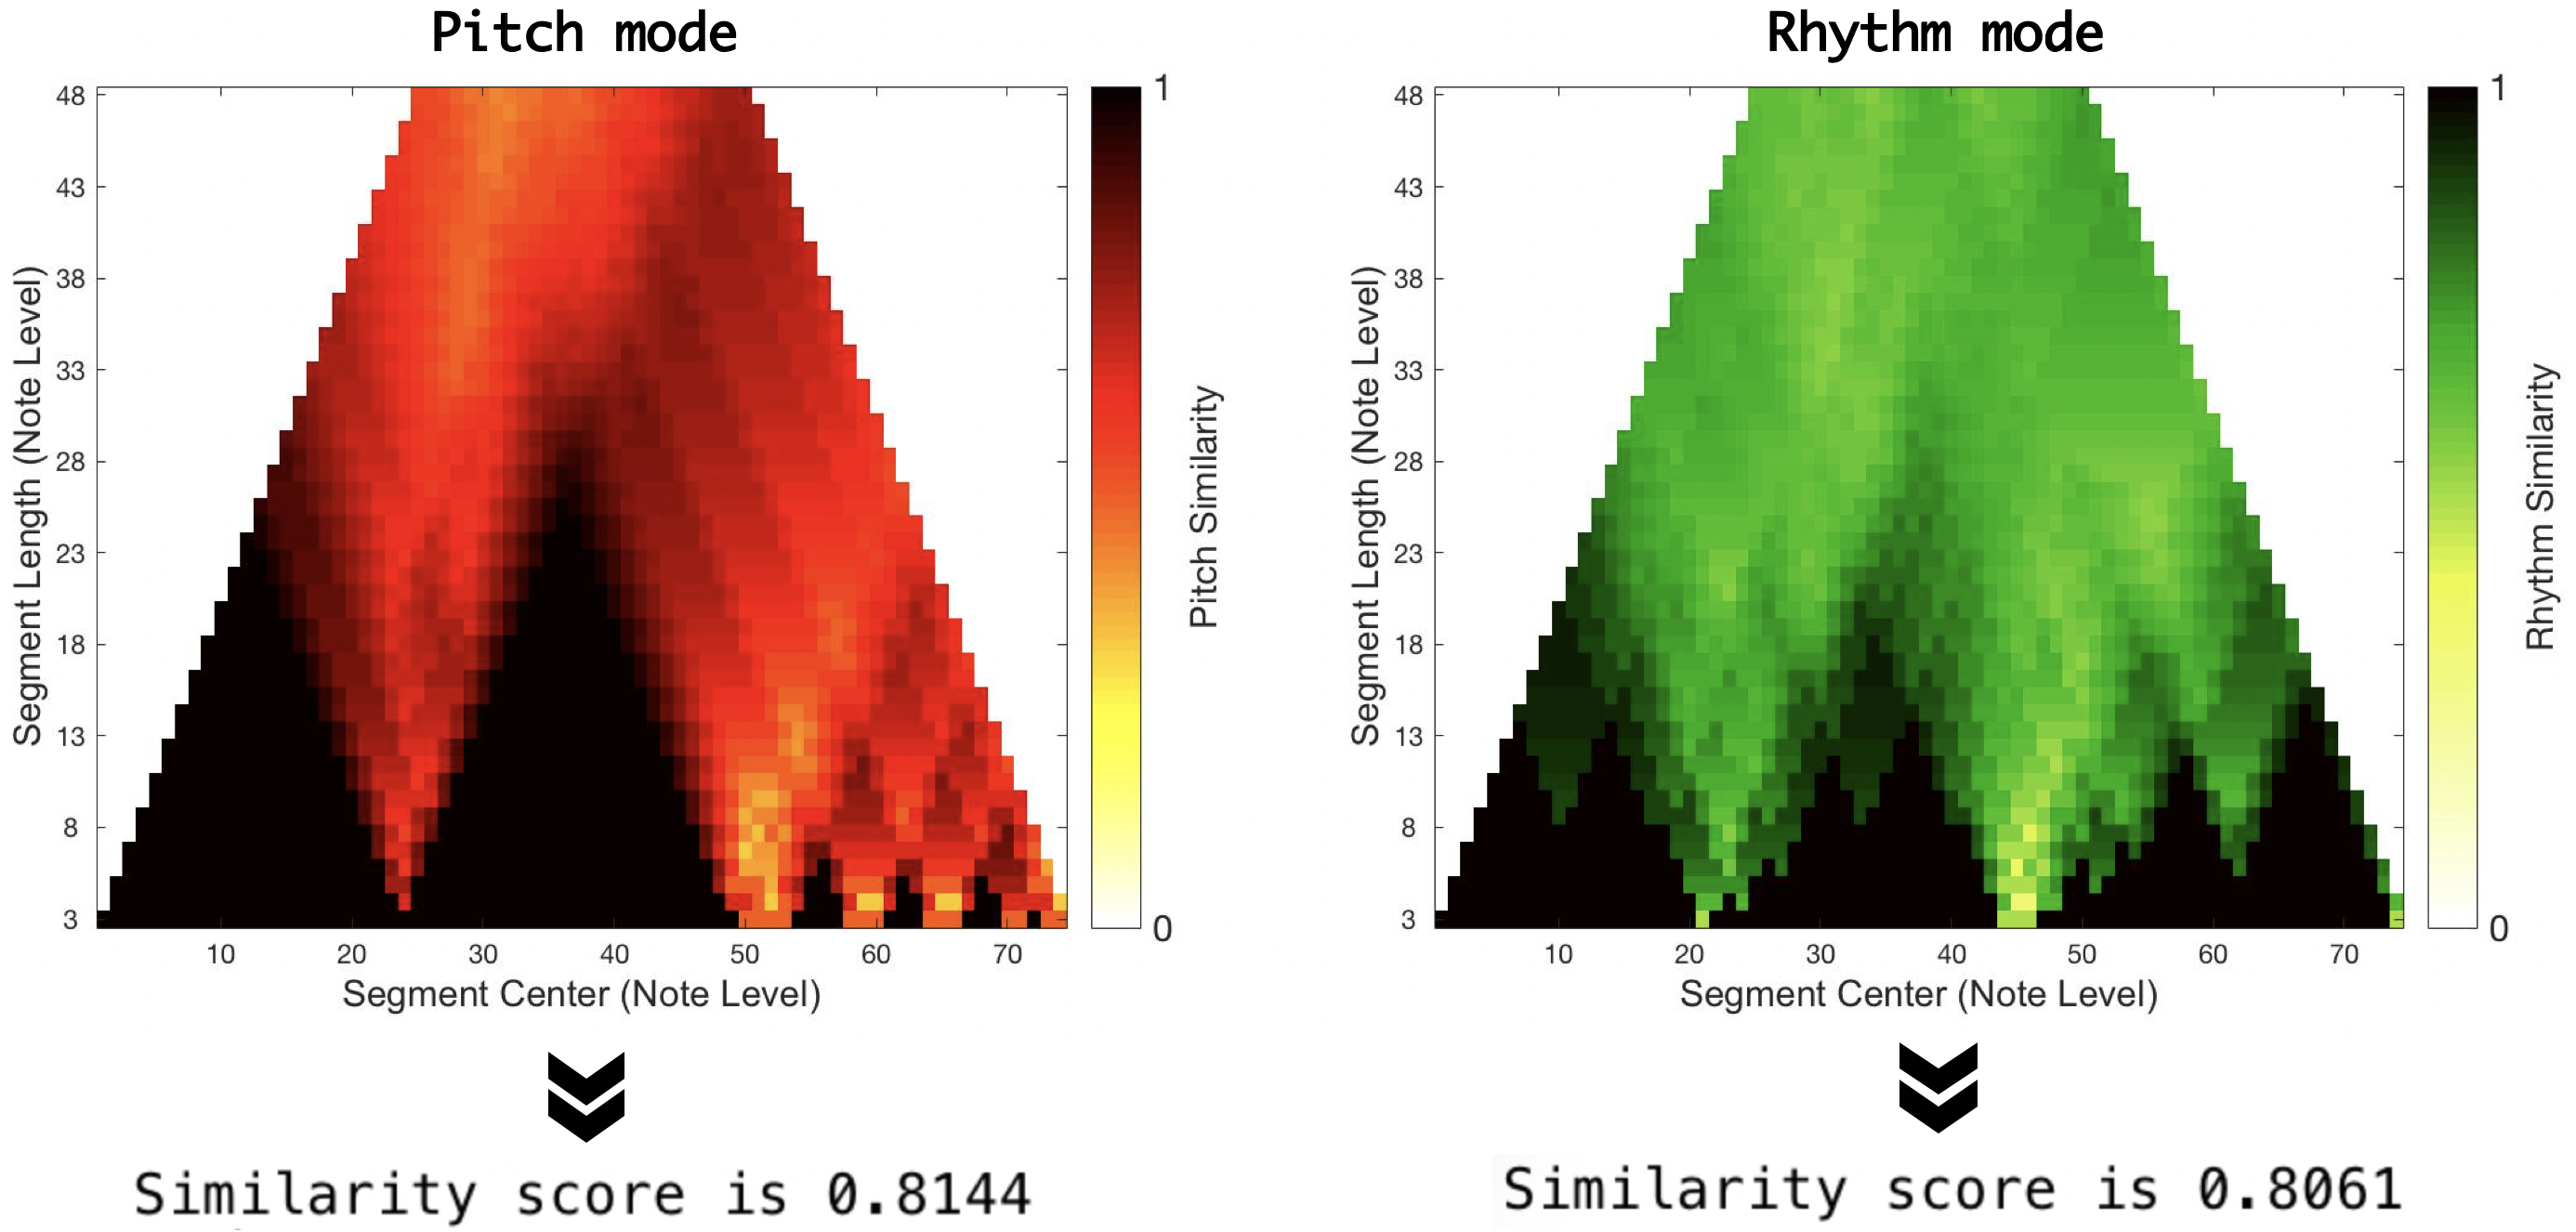 Pitch mode
48
43
38
33
28
23
18
13
8
3
Segment Length (Note Level)
10 20 30 40 50 60 70
Segment Center (Note Level)
1
0
Pitch Similarity
Similarity score is 0.8144
Rhythm mode
48
43
38
33
28
23
18
13
8
3
Segment Length (Note Level)
10 20 30 40 50 60 70
Segment Center (Note Level)
1
0
Rhythm Similarity
Similarity score is 0.8061